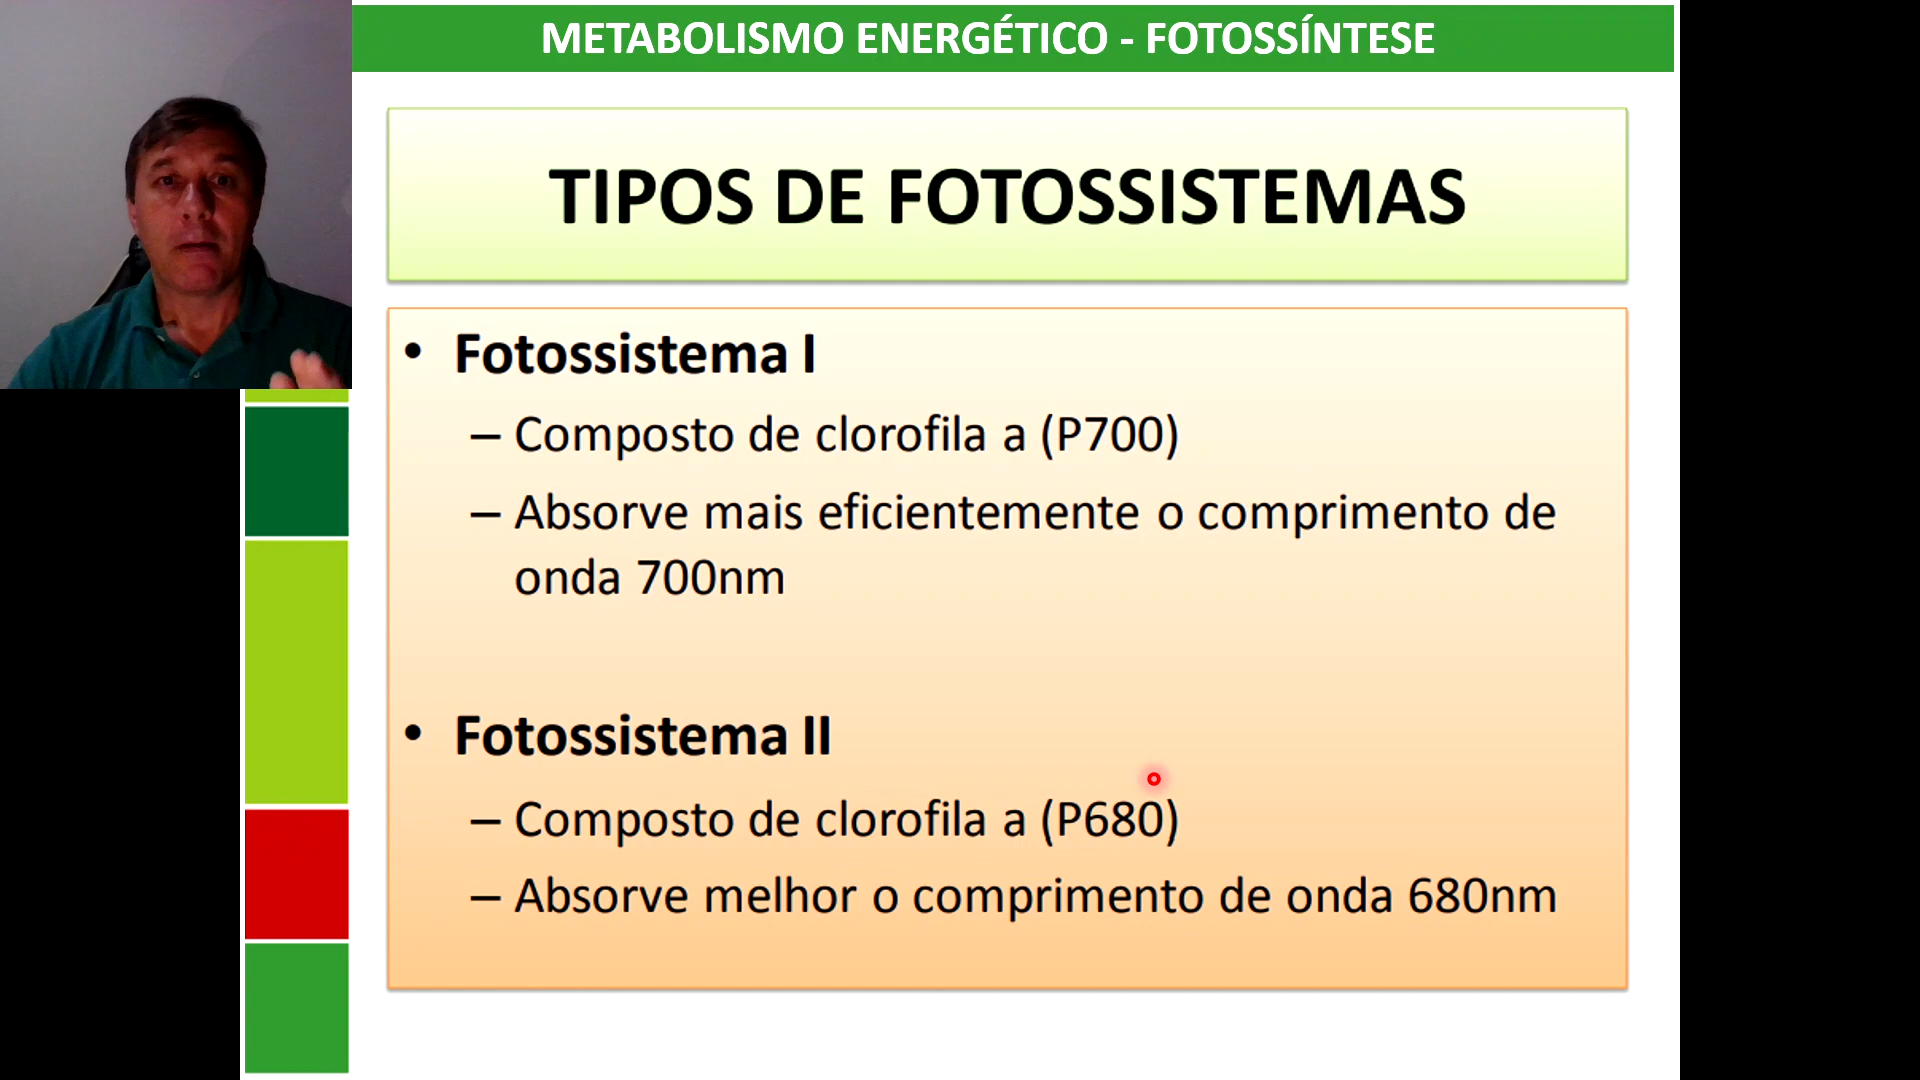 METABOLISMO ENERGÉTICO - FOTOSSÍNTESE
TIPOS DE FOTOSSISTEMAS
• Fotossistema I
– Composto de clorofila a (P700)
– Absorve mais eficientemente o comprimento de
onda 700nm
• Fotossistema II
– Composto de clorofila a (P680)
– Absorve melhor o comprimento de onda 680nm